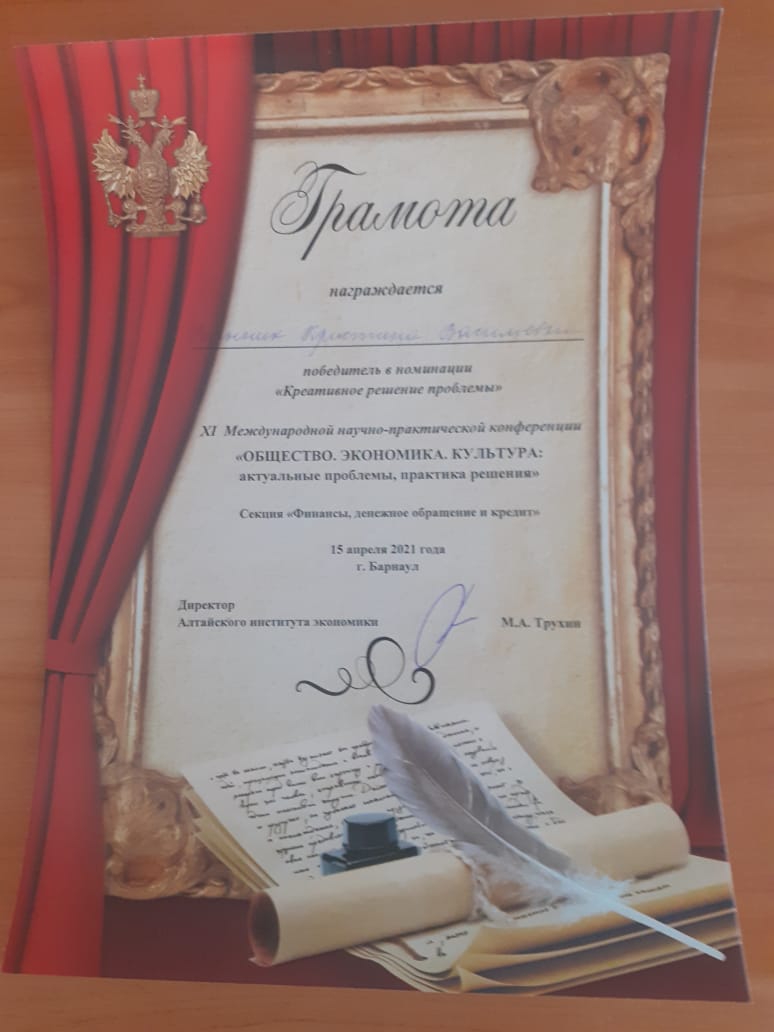 Грамота
награждается
Кристина
победитель в номинации
«Креативное решение проблемы»
XI Международной научно-практической конференции
«ОБЩЕСТВО. ЭКОНОМИКА. КУЛЬТУРА:
актуальные проблемы, практика решения»
Секция «Финансы, денежное обращение и кредит»
15 апреля 2021 года
г. Барнаул
Директор
Алтайского института экономики М.А. Трухин